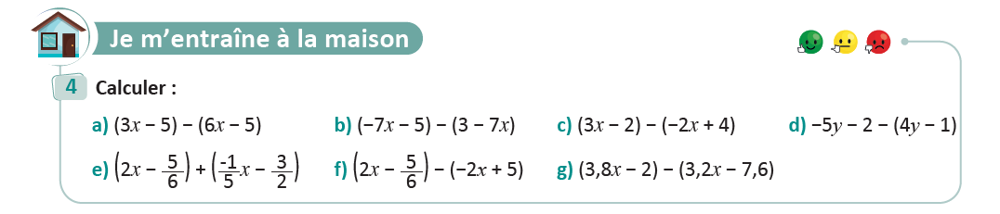 Je m'entraîne à la maison
4 Calculer :
a) (3x − 5) − (6x − 5) b) (−7x − 5) − (3 − 7x) c) (3x − 2) − (−2x + 4) d) −5y − 2 − (4y − 1)
e) (2x − 5/6) + (-1/5 x − 3/2) f) (2x − 5/6) − (−2x + 5) g) (3,8x − 2) − (3,2x − 7,6)